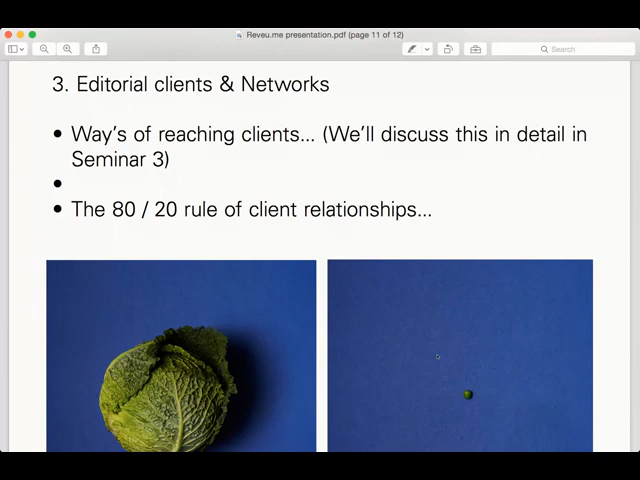 Reveu.me presentation.pdf (page 11 of 12)
Search
3. Editorial clients & Networks
• Way's of reaching clients... (We'll discuss this in detail in
Seminar 3)
•
• The 80 / 20 rule of client relationships...